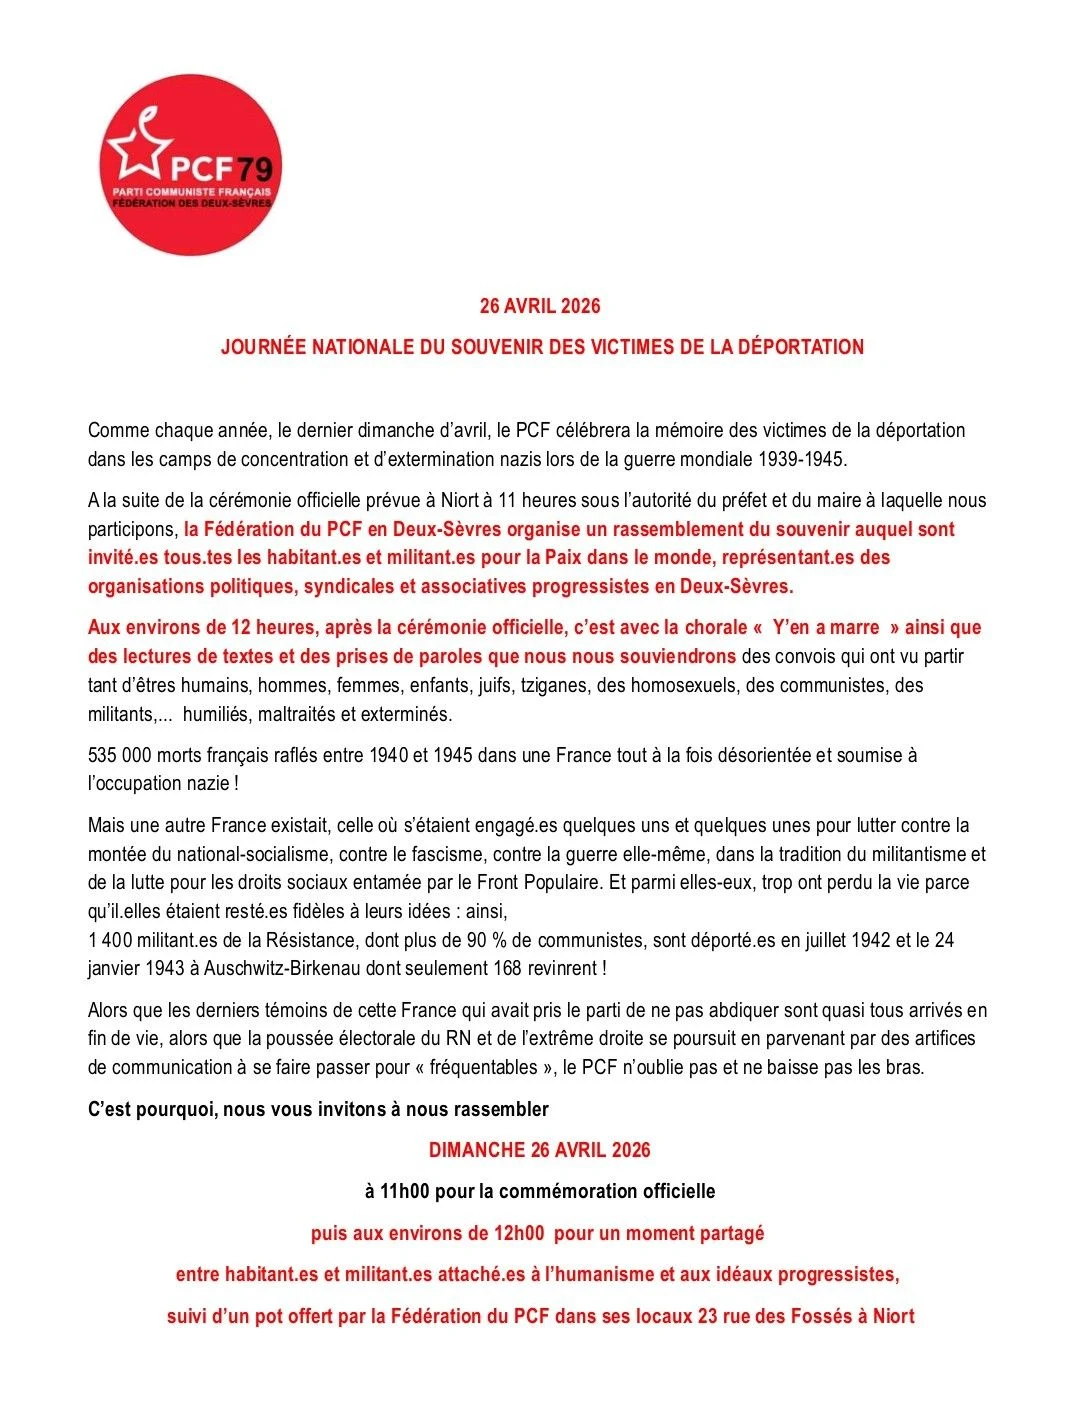 PCF 79
PARTI COMMUNISTE FRANÇAIS
FÉDÉRATION DES DEUX-SÈVRES
26 AVRIL 2026
JOURNÉE NATIONALE DU SOUVENIR DES VICTIMES DE LA DÉPORTATION
Comme chaque année, le dernier dimanche d’avril, le PCF célébrera la mémoire des victimes de la déportation
dans les camps de concentration et d’extermination nazis lors de la guerre mondiale 1939-1945.
A la suite de la cérémonie officielle prévue à Niort à 11 heures sous l’autorité du préfet et du maire à laquelle nous
participons, la Fédération du PCF en Deux-Sèvres organise un rassemblement du souvenir auquel sont
invité.es tous.tes les habitant.es et militant.es pour la Paix dans le monde, représentant.es des
organisations politiques, syndicales et associatives progressistes en Deux-Sèvres.
Aux environs de 12 heures, après la cérémonie officielle, c’est avec la chorale «  Y’en a marre  » ainsi que
des lectures de textes et des prises de paroles que nous nous souviendrons des convois qui ont vu partir
tant d’êtres humains, hommes, femmes, enfants, juifs, tziganes, des homosexuels, des communistes, des
militants,...  humiliés, maltraités et exterminés.
535 000 morts français raflés entre 1940 et 1945 dans une France tout à la fois désorientée et soumise à
l’occupation nazie !
Mais une autre France existait, celle où s’étaient engagé.es quelques uns et quelques unes pour lutter contre la
montée du national-socialisme, contre le fascisme, contre la guerre elle-même, dans la tradition du militantisme et
de la lutte pour les droits sociaux entamée par le Front Populaire. Et parmi elles-eux, trop ont perdu la vie parce
qu’il.elles étaient resté.es fidèles à leurs idées : ainsi,
1 400 militant.es de la Résistance, dont plus de 90 % de communistes, sont déporté.es en juillet 1942 et le 24
janvier 1943 à Auschwitz-Birkenau dont seulement 168 revinrent !
Alors que les derniers témoins de cette France qui avait pris le parti de ne pas abdiquer sont quasi tous arrivés en
fin de vie, alors que la poussée électorale du RN et de l’extrême droite se poursuit en parvenant par des artifices
de communication à se faire passer pour « fréquentables », le PCF n’oublie pas et ne baisse pas les bras.
C’est pourquoi, nous vous invitons à nous rassembler
DIMANCHE 26 AVRIL 2026
à 11h00 pour la commémoration officielle
puis aux environs de 12h00  pour un moment partagé
entre habitant.es et militant.es attaché.es à l’humanisme et aux idéaux progressistes,
suivi d’un pot offert par la Fédération du PCF dans ses locaux 23 rue des Fossés à Niort